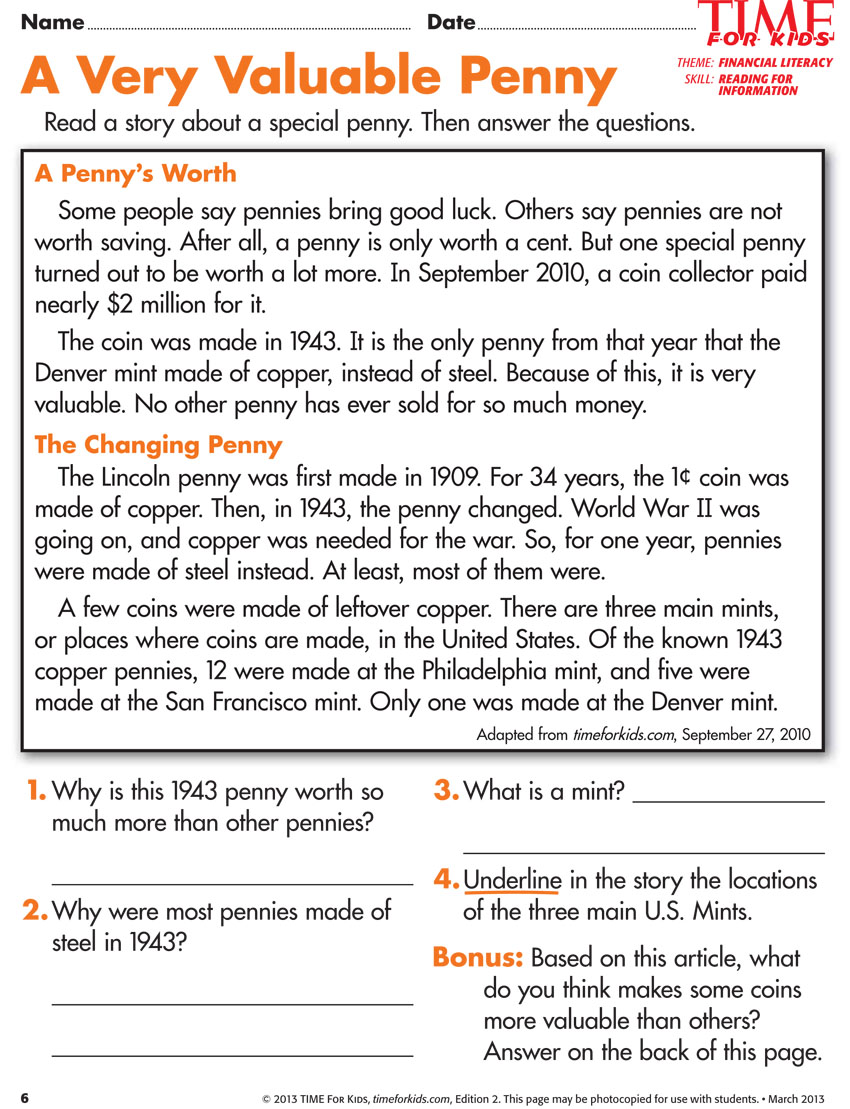 Name Date
TIME
FOR KIDS
A Very Valuable Penny
THEME: FINANCIAL LITERACY
SKILL: READING FOR
INFORMATION
Read a story about a special penny. Then answer the questions.
A Penny's Worth
Some people say pennies bring good luck. Others say pennies are not
worth saving. After all, a penny is only worth a cent. But one special penny
turned out to be worth a lot more. In September 2010, a coin collector paid
nearly $2 million for it.
The coin was made in 1943. It is the only penny from that year that the
Denver mint made of copper, instead of steel. Because of this, it is very
valuable. No other penny has ever sold for so much money.
The Changing Penny
The Lincoln penny was first made in 1909. For 34 years, the 1¢ coin was
made of copper. Then, in 1943, the penny changed. World War II was
going on, and copper was needed for the war. So, for one year, pennies
were made of steel instead. At least, most of them were.
A few coins were made of leftover copper. There are three main mints,
or places where coins are made, in the United States. Of the known 1943
copper pennies, 12 were made at the Philadelphia mint, and five were
made at the San Francisco mint. Only one was made at the Denver mint.
Adapted from timeforkids.com, September 27, 2010
1. Why is this 1943 penny worth so
much more than other pennies?
2. Why were most pennies made of
steel in 1943?
3. What is a mint?
4. Underline in the story the locations
of the three main U.S. Mints.
Bonus: Based on this article, what
do you think makes some coins
more valuable than others?
Answer on the back of this page.
6 © 2013 TIME FOR KIDS, timeforkids.com, Edition 2. This page may be photocopied for use with students. • March 2013